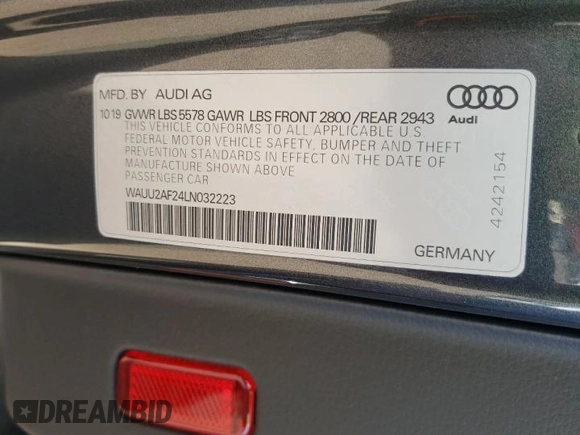 MFD. BY AUDI AG
10 19 GVWR LBS 5578 GAWR LBS FRONT 2800 /REAR 2943
THIS VEHICLE CONFORMS TO ALL APPLICABLE U S
FEDERAL MOTOR VEHICLE SAFETY, BUMPER AND THEFT
PREVENTION STANDARDS IN EFFECT ON THE DATE OF
MANUFACTURE SHOWN ABOVE
PASSENGER CAR
WAUU2AF24LN032223
Audi
4242154
GERMANY
DREAMBID